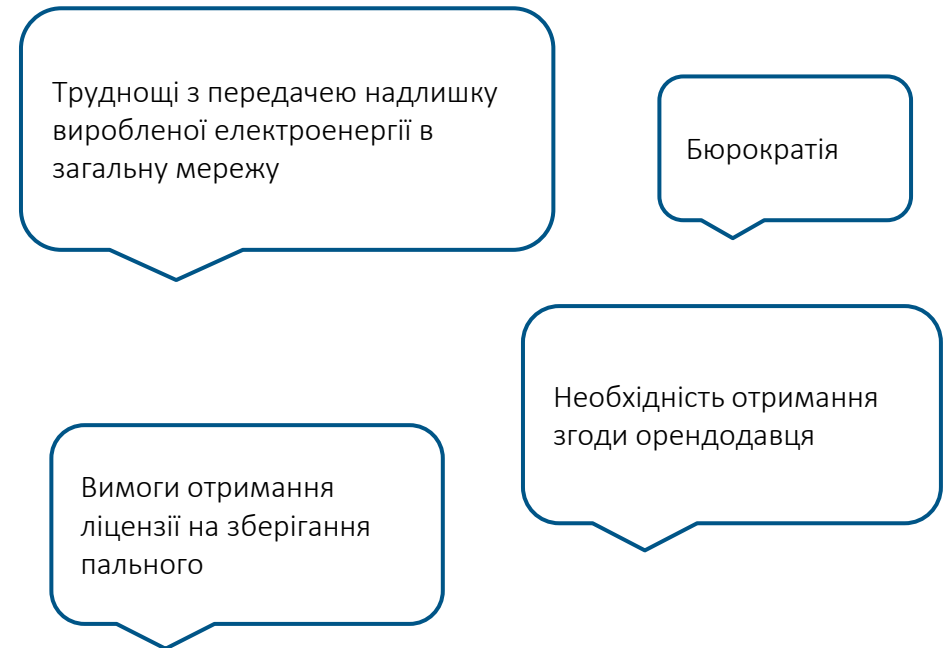 Труднощі з передачею надлишку
виробленої електроенергії в
загальну мережу
Бюрократія
Необхідність отримання
згоди орендодавця
Вимоги отримання
ліцензії на зберігання
пального